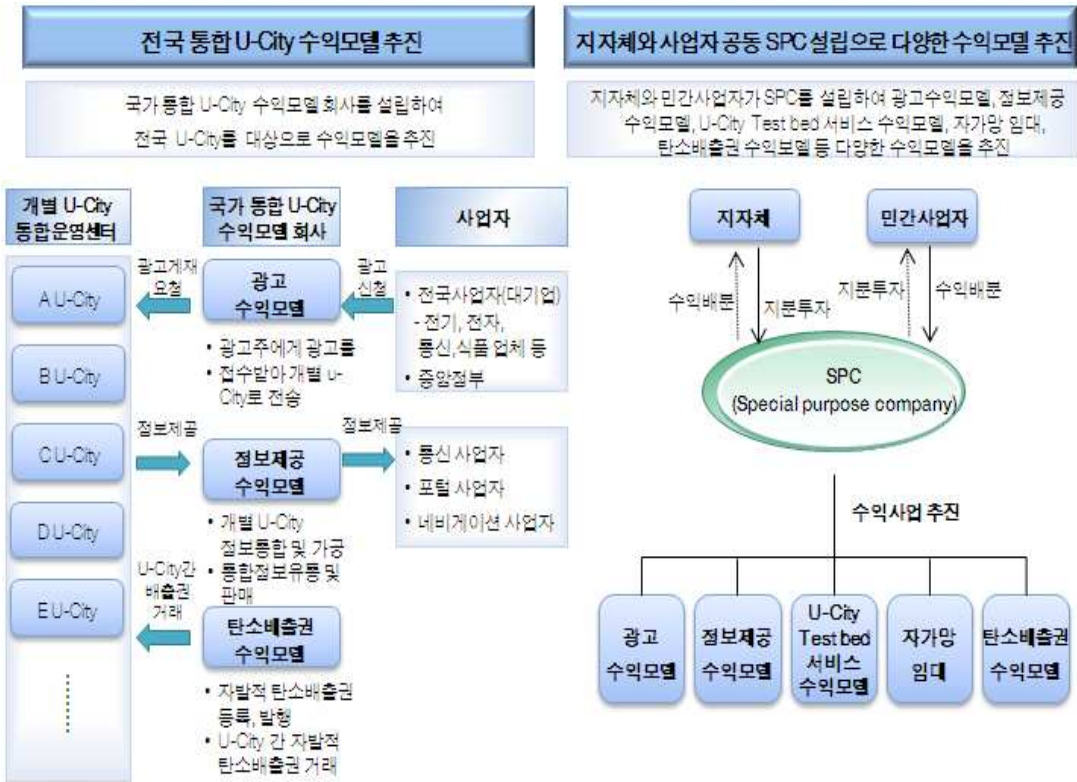 전국 통합 U-City 수익모델 추진
국가 통합 U-City 수익모델 회사를 설립하여
전국 U-City를 대상으로 수익모델을 추진
개별 U-City
통합운영센터
국가 통합 U-City
수익모델 회사
사업자
A U-City
B U-City
C U-City
D U-City
E U-City
광고게재
요청
광고
수익모델
광고
신청
• 광고주에게 광고를
• 접수받아 개별 u-
City로 전송
• 전국사업자(대기업)
- 전기, 전자,
통신,식품 업체 등
• 중앙정부
정보제공
정보제공
수익모델
정보제공
• 통신 사업자
• 포털 사업자
• 네비게이션 사업자
• 개별 U-City
정보통합 및 가공
• 통합정보유통 및
판매
U-City간
배출권
거래
탄소배출권
수익모델
• 자발적 탄소배출권
등록, 발행
• U-City 간 자발적
탄소배출권 거래
지자체와 사업자 공동 SPC 설립으로 다양한 수익모델 추진
지자체와 민간사업자가 SPC를 설립하여 광고수익모델, 정보제공
수익모델, U-City Test bed 서비스 수익모델, 자가망 임대,
탄소배출권 수익모델 등 다양한 수익모델을 추진
지자체
민간사업자
수익배분
지분투자
지분투자
수익배분
SPC
(Special purpose company)
수익사업 추진
광고
수익모델
정보제공
수익모델
U-City
Test bed
서비스
수익모델
자가망
임대
탄소배출권
수익모델